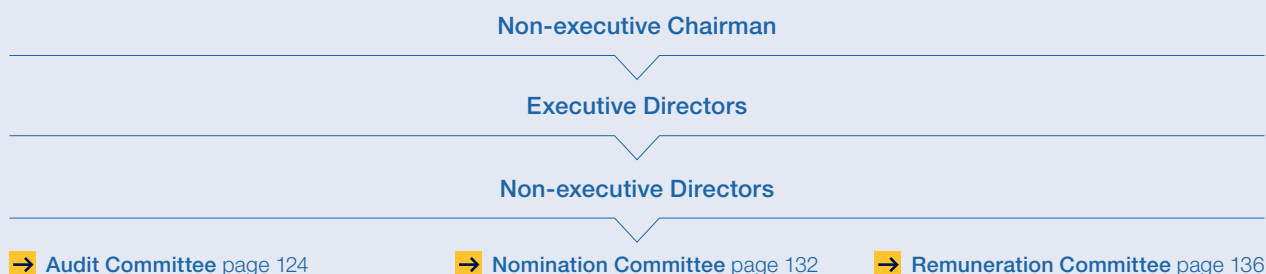 Non-executive Chairman
Executive Directors
Non-executive Directors
→ Audit Committee page 124
→ Nomination Committee page 132
→ Remuneration Committee page 136